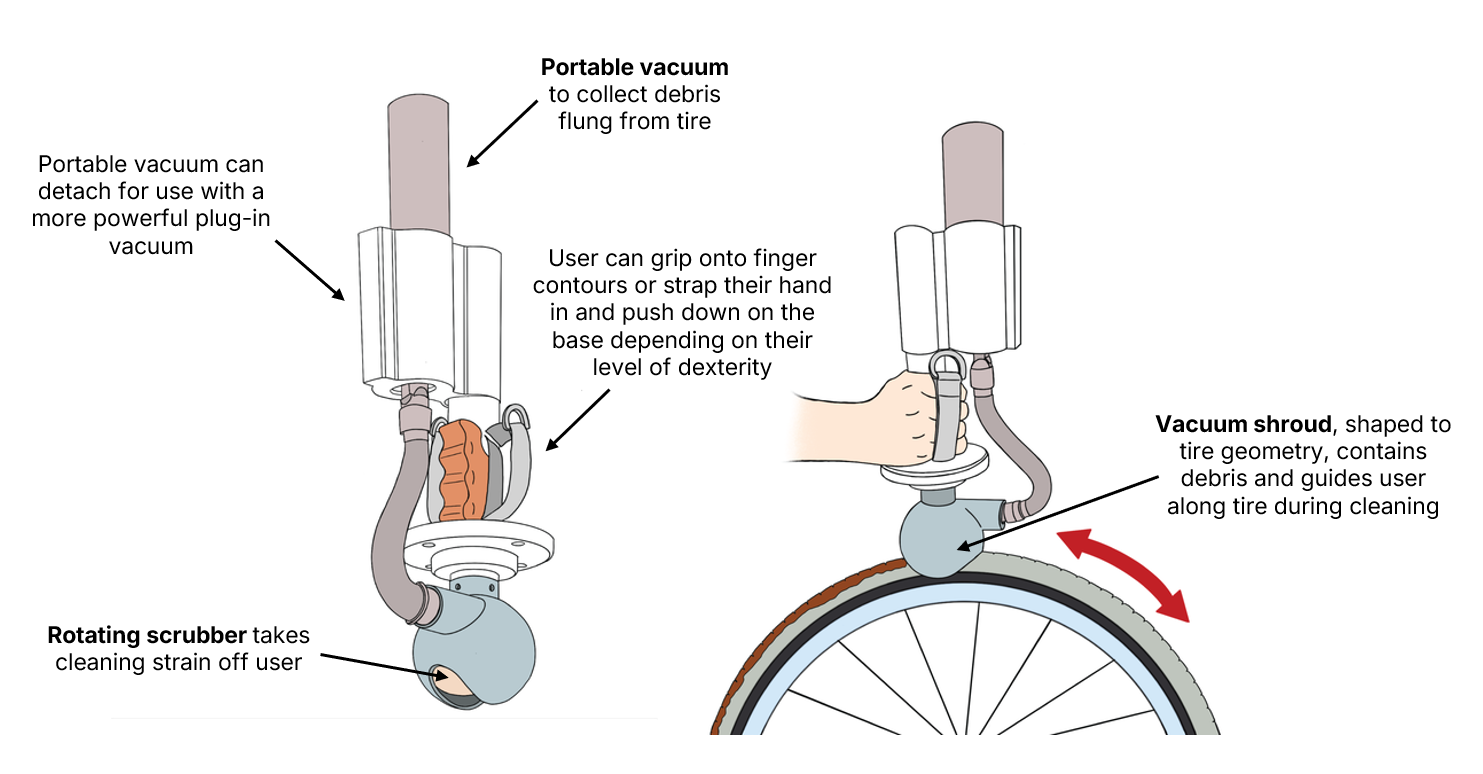 Portable vacuum
to collect debris
flung from tire
Portable vacuum can
detach for use with a
more powerful plug-in
vacuum
User can grip onto finger
contours or strap their hand
in and push down on the
base depending on their
level of dexterity
Vacuum shroud, shaped to
tire geometry, contains
debris and guides user
along tire during cleaning
Rotating scrubber takes
cleaning strain off user